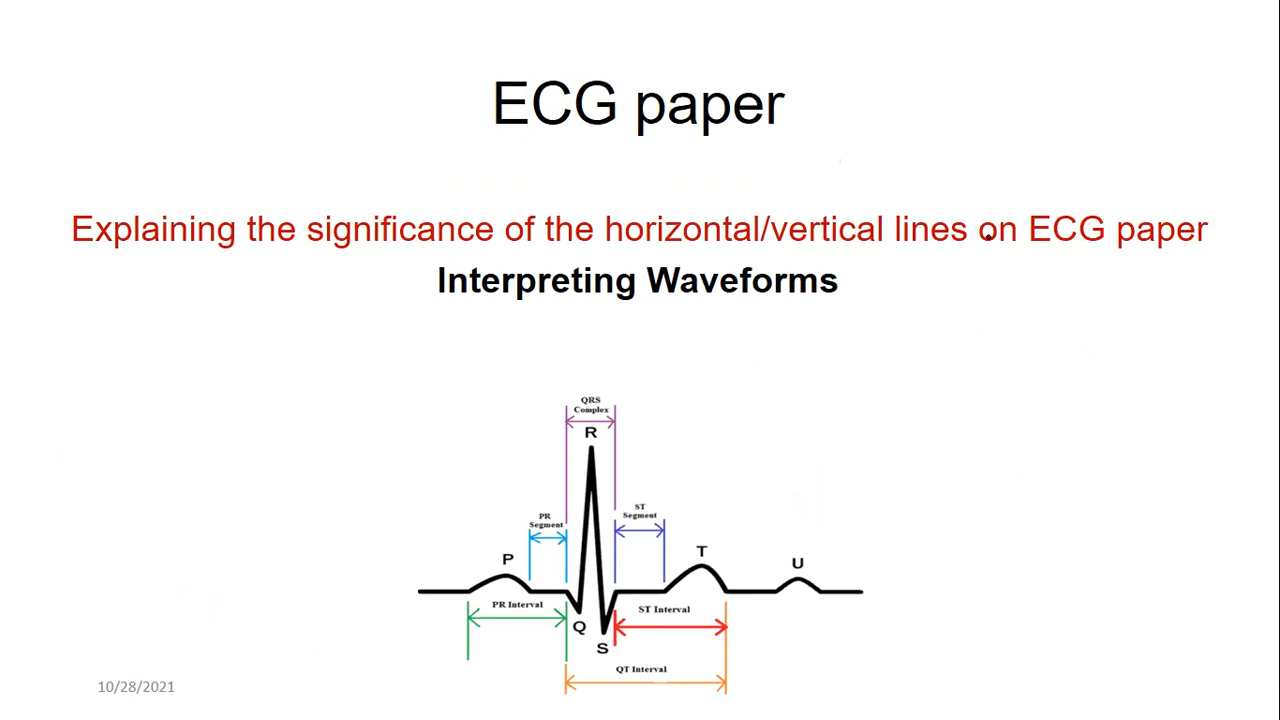 ECG paper
Explaining the significance of the horizontal/vertical lines on ECG paper
Interpreting Waveforms
QRS
Complex
R
PR
Segment
ST
Segment
P
T
U
PR Interval
ST Interval
Q
S
QT Interval
10/28/2021